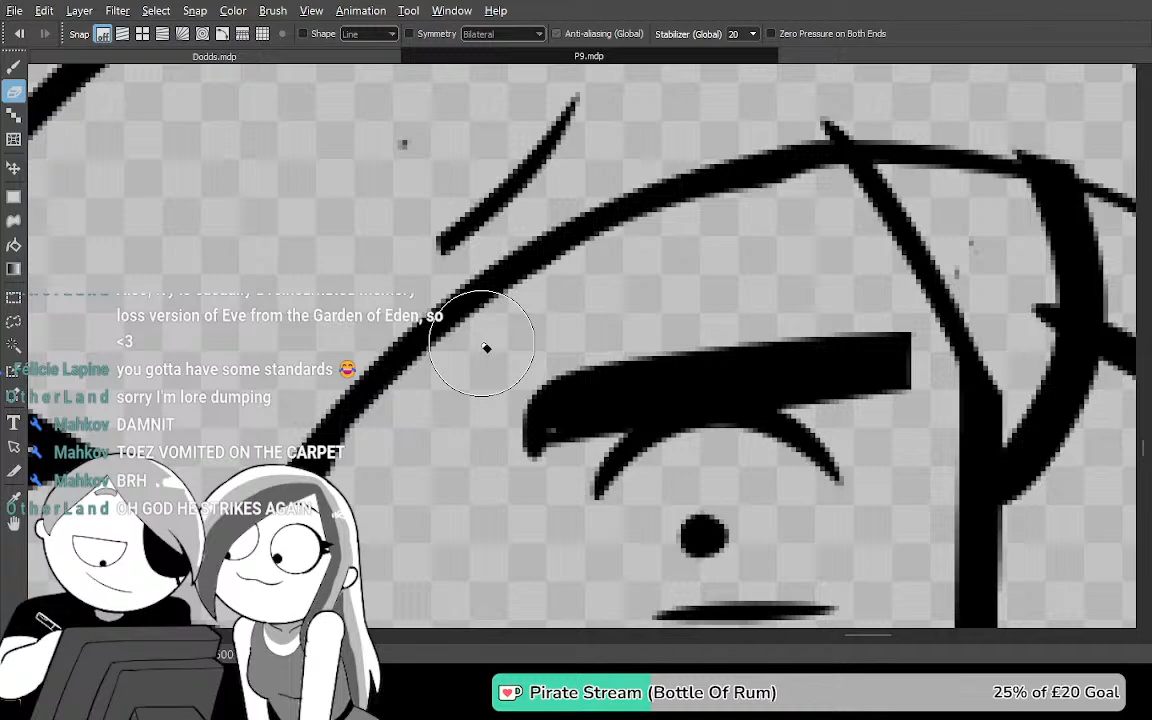 File Edit Layer Filter Select Snap Color Brush View Animation Tool Window Help
Snap off Shape Line Symmetry Bilateral Anti-aliasing (Global) Stabilizer (Global) 20 Zero Pressure on Both Ends
Dodds.mdp P9.mdp
loss version of Eve from the Garden of Eden, so
<3
Félicie Lapine you gotta have some standards 😂
OtherLand sorry I'm lore dumping
Mahkov DAMNIT
Mahkov TOEZ VOMITED ON THE CARPET
Mahkov BRH
OtherLand OH GOD HE STRIKES AGAIN
Pirate Stream (Bottle Of Rum) 25% of £20 Goal